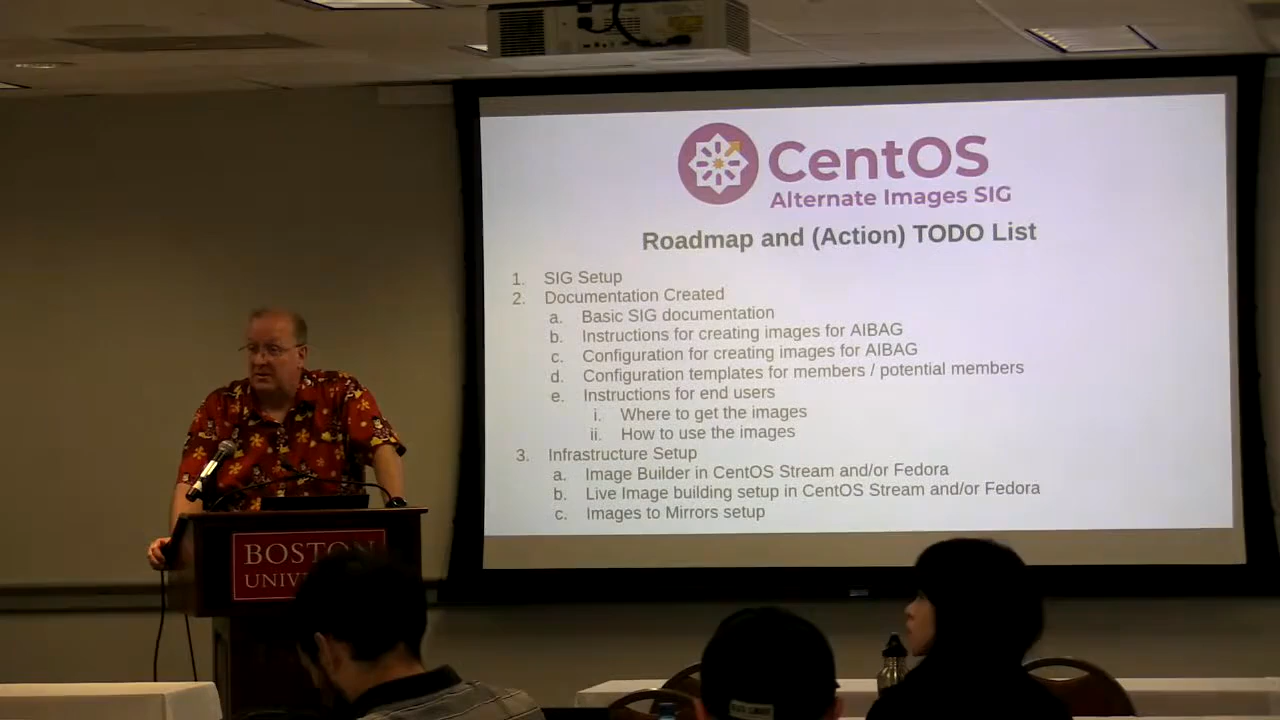 CentOS
Alternate Images SIG
Roadmap and (Action) TODO List
1. SIG Setup
2. Documentation Created
a. Basic SIG documentation
b. Instructions for creating images for AIBAG
c. Configuration for creating images for AIBAG
d. Configuration templates for members / potential members
e. Instructions for end users
i. Where to get the images
ii. How to use the images
3. Infrastructure Setup
a. Image Builder in CentOS Stream and/or Fedora
b. Live Image building setup in CentOS Stream and/or Fedora
c. Images to Mirrors setup
BOSTON